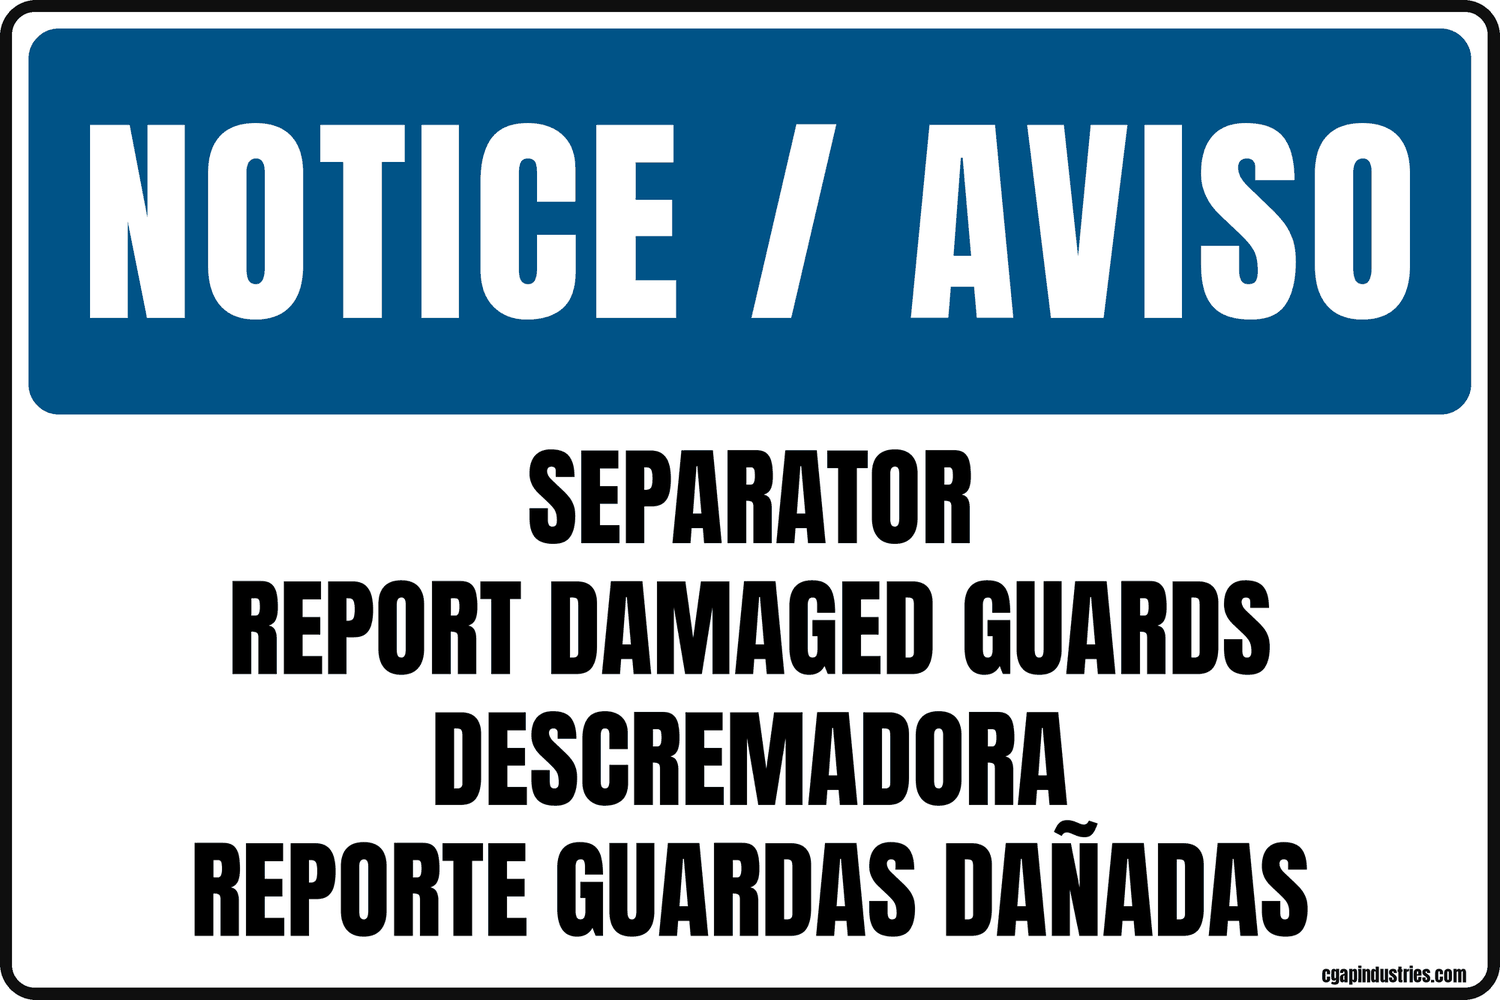 NOTICE / AVISO
SEPARATOR
REPORT DAMAGED GUARDS
DESCREMADORA
REPORTE GUARDAS DAÑADAS
cgapindustries.com